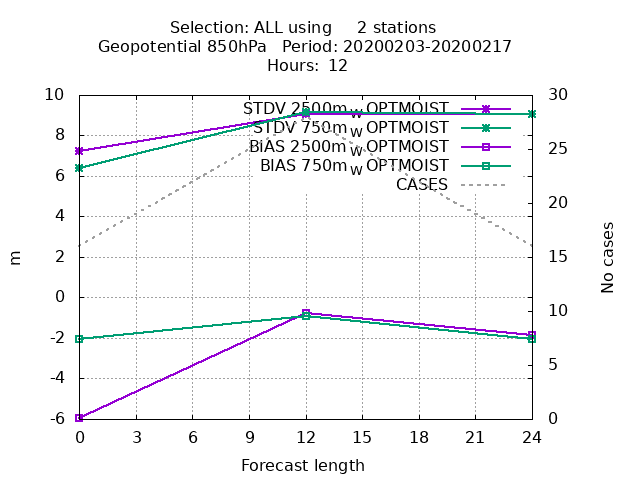 Selection: ALL using     2 stations
Geopotential 850hPa   Period: 20200203-20200217
Hours:  12
10
8
6
4
2
0
-2
-4
-6
m
30
25
20
15
10
5
0
No cases
STDV 2500m_W OPTMOIST
STDV 750m_W OPTMOIST
BIAS 2500m_W OPTMOIST
BIAS 750m_W OPTMOIST
CASES
0 3 6 9 12 15 18 21 24
Forecast length